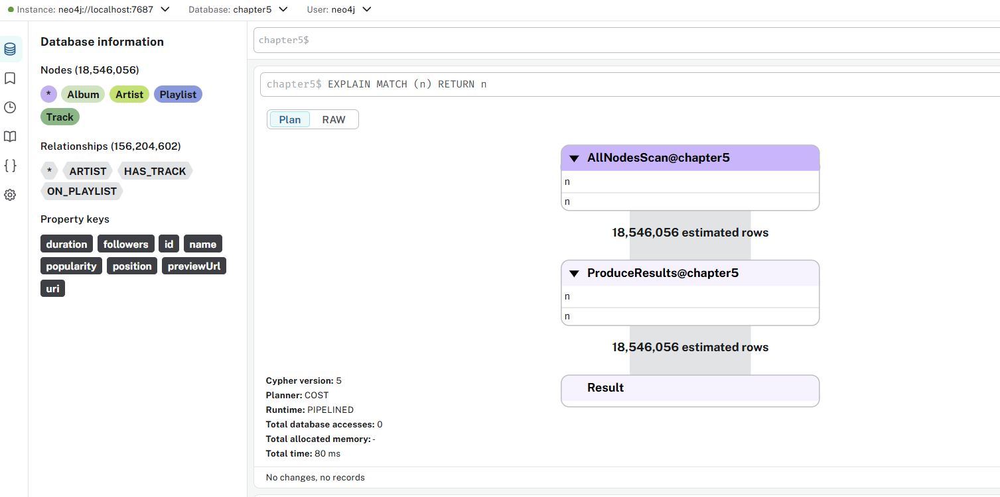 Instance: neo4j://localhost:7687 Database: chapter5 User: neo4j
Database information
Nodes (18,546,056)
* Album Artist Playlist
Track
Relationships (156,204,602)
* ARTIST HAS_TRACK
ON_PLAYLIST
Property keys
duration followers id name
popularity position previewUrl
uri
chapter5$
chapter5$ EXPLAIN MATCH (n) RETURN n
Plan RAW
AllNodesScan@chapter5
n
n
18,546,056 estimated rows
ProduceResults@chapter5
n
n
18,546,056 estimated rows
Result
Cypher version: 5
Planner: COST
Runtime: PIPELINED
Total database accesses: 0
Total allocated memory: -
Total time: 80 ms
No changes, no records